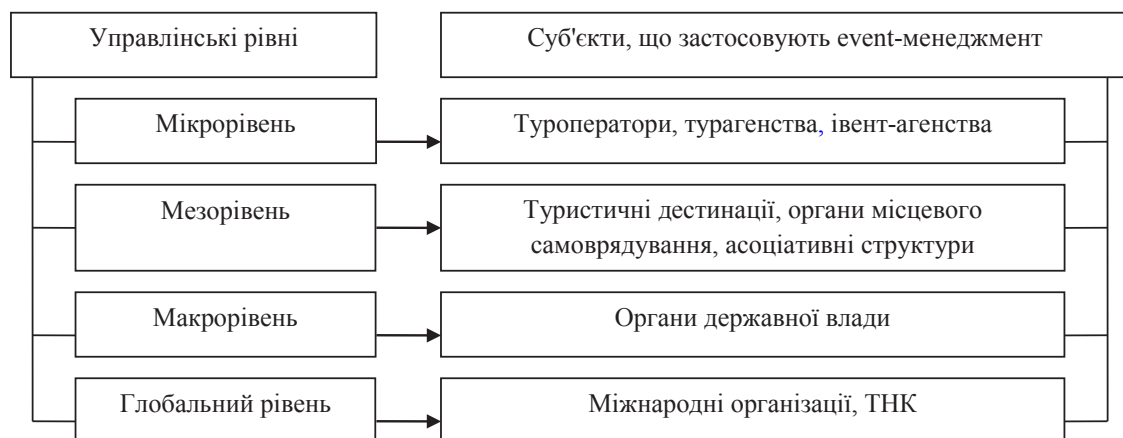 Управлінські рівні
Суб'єкти, що застосовують event-менеджмент
Мікрорівень
Туроператори, турагенства, івент-агенства
Мезорівень
Туристичні дестинації, органи місцевого
самоврядування, асоціативні структури
Макрорівень
Органи державної влади
Глобальний рівень
Міжнародні організації, ТНК